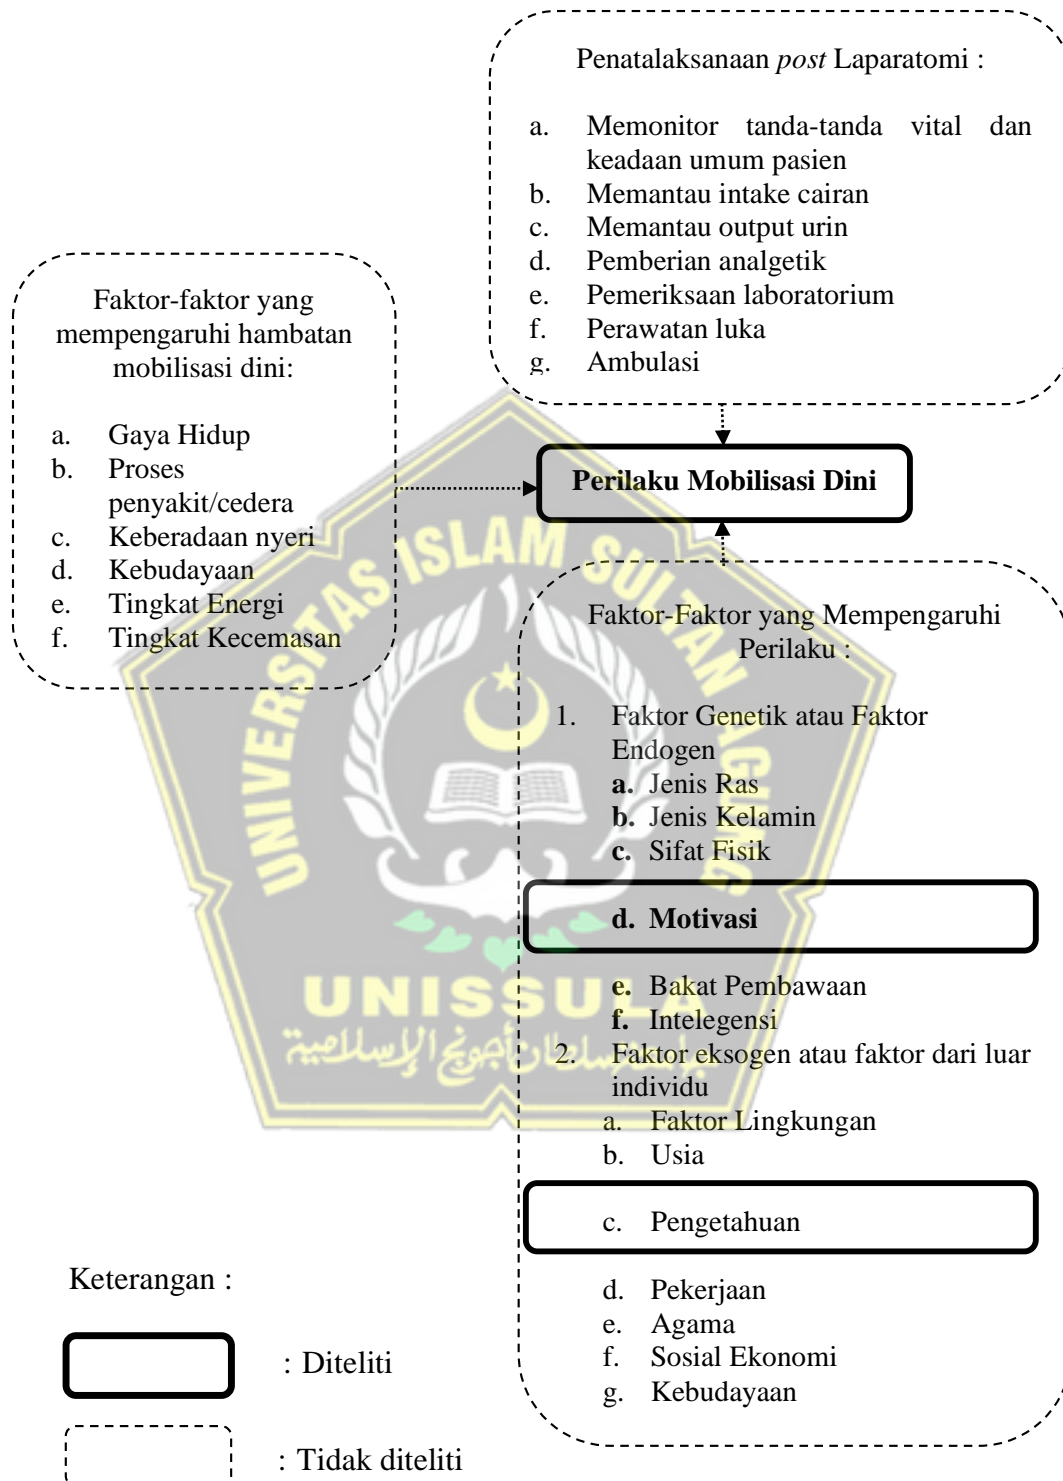 Penatalaksanaan post Laparatomi :
a. Memonitor tanda-tanda vital dan
keadaan umum pasien
b. Memantau intake cairan
c. Memantau output urin
d. Pemberian analgetik
e. Pemeriksaan laboratorium
f. Perawatan luka
g. Ambulasi
Faktor-faktor yang
mempengaruhi hambatan
mobilisasi dini:
a. Gaya Hidup
b. Proses
penyakit/cedera
c. Keberadaan nyeri
d. Kebudayaan
e. Tingkat Energi
f. Tingkat Kecemasan
Perilaku Mobilisasi Dini
Faktor-Faktor yang Mempengaruhi
Perilaku :
1. Faktor Genetik atau Faktor
Endogen
a. Jenis Ras
b. Jenis Kelamin
c. Sifat Fisik
d. Motivasi
e. Bakat Pembawaan
f. Intelegensi
2. Faktor eksogen atau faktor dari luar
individu
a. Faktor Lingkungan
b. Usia
c. Pengetahuan
d. Pekerjaan
e. Agama
f. Sosial Ekonomi
g. Kebudayaan
Keterangan :
: Diteliti
: Tidak diteliti
UNIVERSITAS ISLAM SULTAN AGUNG
UNISSULA
جامعتسلطان أجونج الإسلامية